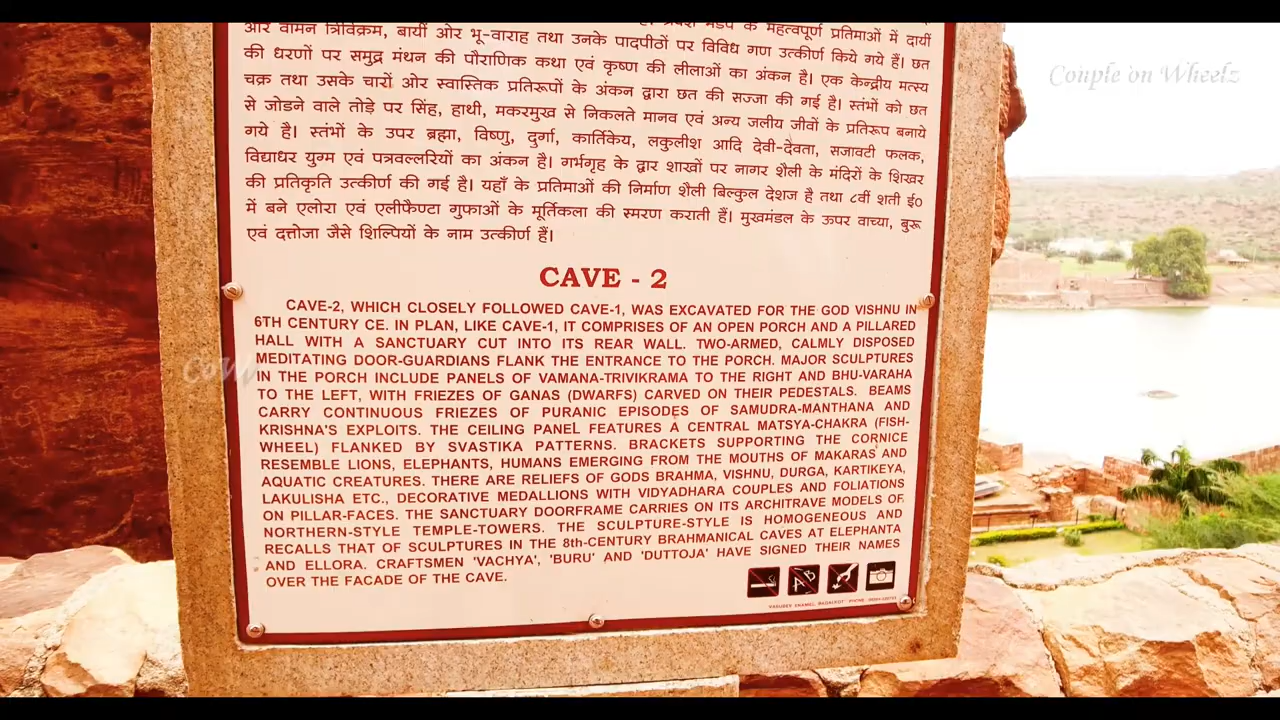 और वामन त्रिविक्रम, बायीं ओर भू-वाराह तथा उनके पादपीठों पर विविध गण उत्कीर्ण किये गये हैं। छत
की धरणों पर समुद्र मंथन की पौराणिक कथा एवं कृष्ण की लीलाओं का अंकन है। एक केन्द्रीय मत्स्य
चक्र तथा उसके चारों ओर स्वास्तिक प्रतिरूपों के अंकन द्वारा छत की सज्जा की गई है। स्तंभों को छत
से जोडने वाले तोड़े पर सिंह, हाथी, मकरमुख से निकलते मानव एवं अन्य जलीय जीवों के प्रतिरूप बनाये
गये है। स्तंभों के उपर ब्रह्मा, विष्णु, दुर्गा, कार्तिकेय, लकुलीश आदि देवी-देवता, सजावटी फलक,
विद्याधर युग्म एवं पत्रवल्लरियों का अंकन है। गर्भगृह के द्वार शाखों पर नागर शैली के मंदिरों के शिखर
की प्रतिकृति उत्कीर्ण की गई है। यहाँ के प्रतिमाओं की निर्माण शैली बिल्कुल देशज है तथा ८वीं शती ई०
में बने एलोरा एवं एलीफैण्टा गुफाओं के मूर्तिकला की स्मरण कराती हैं। मुखमंडल के ऊपर वाच्या, बुरू
एवं दत्तोजा जैसे शिल्पियों के नाम उत्कीर्ण हैं।
CAVE - 2
CAVE-2, WHICH CLOSELY FOLLOWED CAVE-1, WAS EXCAVATED FOR THE GOD VISHNU IN
6TH CENTURY CE. IN PLAN, LIKE CAVE-1, IT COMPRISES OF AN OPEN PORCH AND A PILLARED
HALL WITH A SANCTUARY CUT INTO ITS REAR WALL. TWO-ARMED, CALMLY DISPOSED
MEDITATING DOOR-GUARDIANS FLANK THE ENTRANCE TO THE PORCH. MAJOR SCULPTURES
IN THE PORCH INCLUDE PANELS OF VAMANA-TRIVIKRAMA TO THE RIGHT AND BHU-VARAHA
TO THE LEFT, WITH FRIEZES OF GANAS (DWARFS) CARVED ON THEIR PEDESTALS. BEAMS
CARRY CONTINUOUS FRIEZES OF PURANIC EPISODES OF SAMUDRA-MANTHANA AND
KRISHNA'S EXPLOITS. THE CEILING PANEL FEATURES A CENTRAL MATSYA-CHAKRA (FISH-
WHEEL) FLANKED BY SVASTIKA PATTERNS. BRACKETS SUPPORTING THE CORNICE
RESEMBLE LIONS, ELEPHANTS, HUMANS EMERGING FROM THE MOUTHS OF MAKARAS AND
AQUATIC CREATURES. THERE ARE RELIEFS OF GODS BRAHMA, VISHNU, DURGA, KARTIKEYA,
LAKULISHA ETC., DECORATIVE MEDALLIONS WITH VIDYADHARA COUPLES AND FOLIATIONS
ON PILLAR-FACES. THE SANCTUARY DOORFRAME CARRIES ON ITS ARCHITRAVE MODELS OF
NORTHERN-STYLE TEMPLE-TOWERS. THE SCULPTURE-STYLE IS HOMOGENEOUS AND
RECALLS THAT OF SCULPTURES IN THE 8th-CENTURY BRAHMANICAL CAVES AT ELEPHANTA
AND ELLORA. CRAFTSMEN 'VACHYA', 'BURU' AND 'DUTTOJA' HAVE SIGNED THEIR NAMES
OVER THE FACADE OF THE CAVE.
Couple on Wheelz